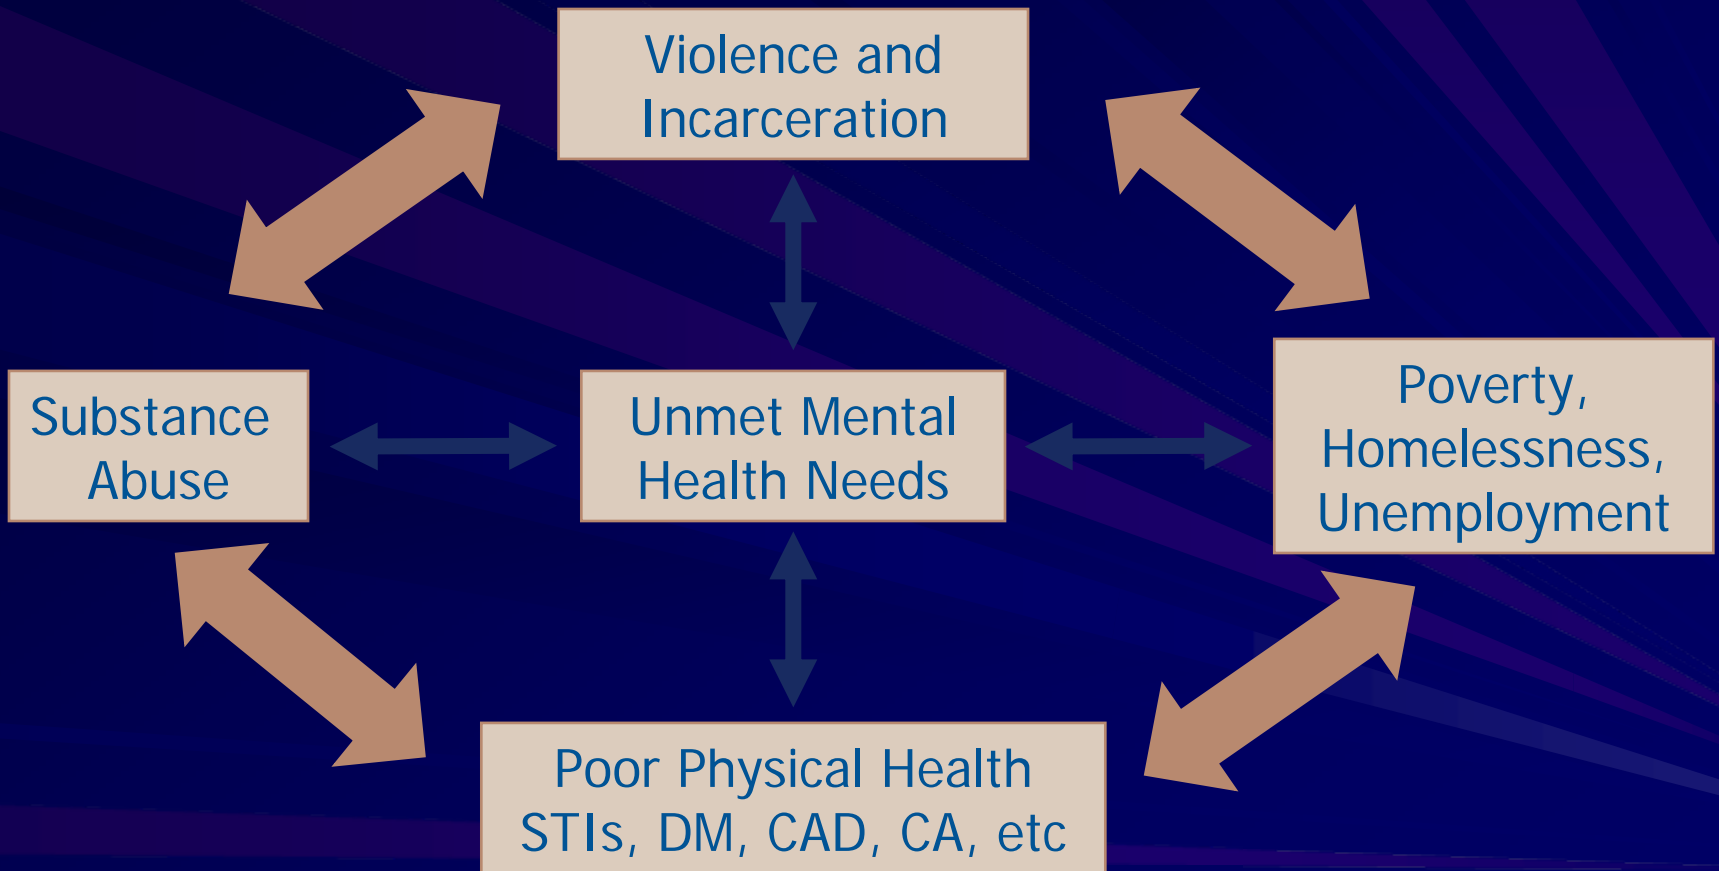 Violence and
Incarceration
Substance
Abuse
Unmet Mental
Health Needs
Poverty,
Homelessness,
Unemployment
Poor Physical Health
STIs, DM, CAD, CA, etc